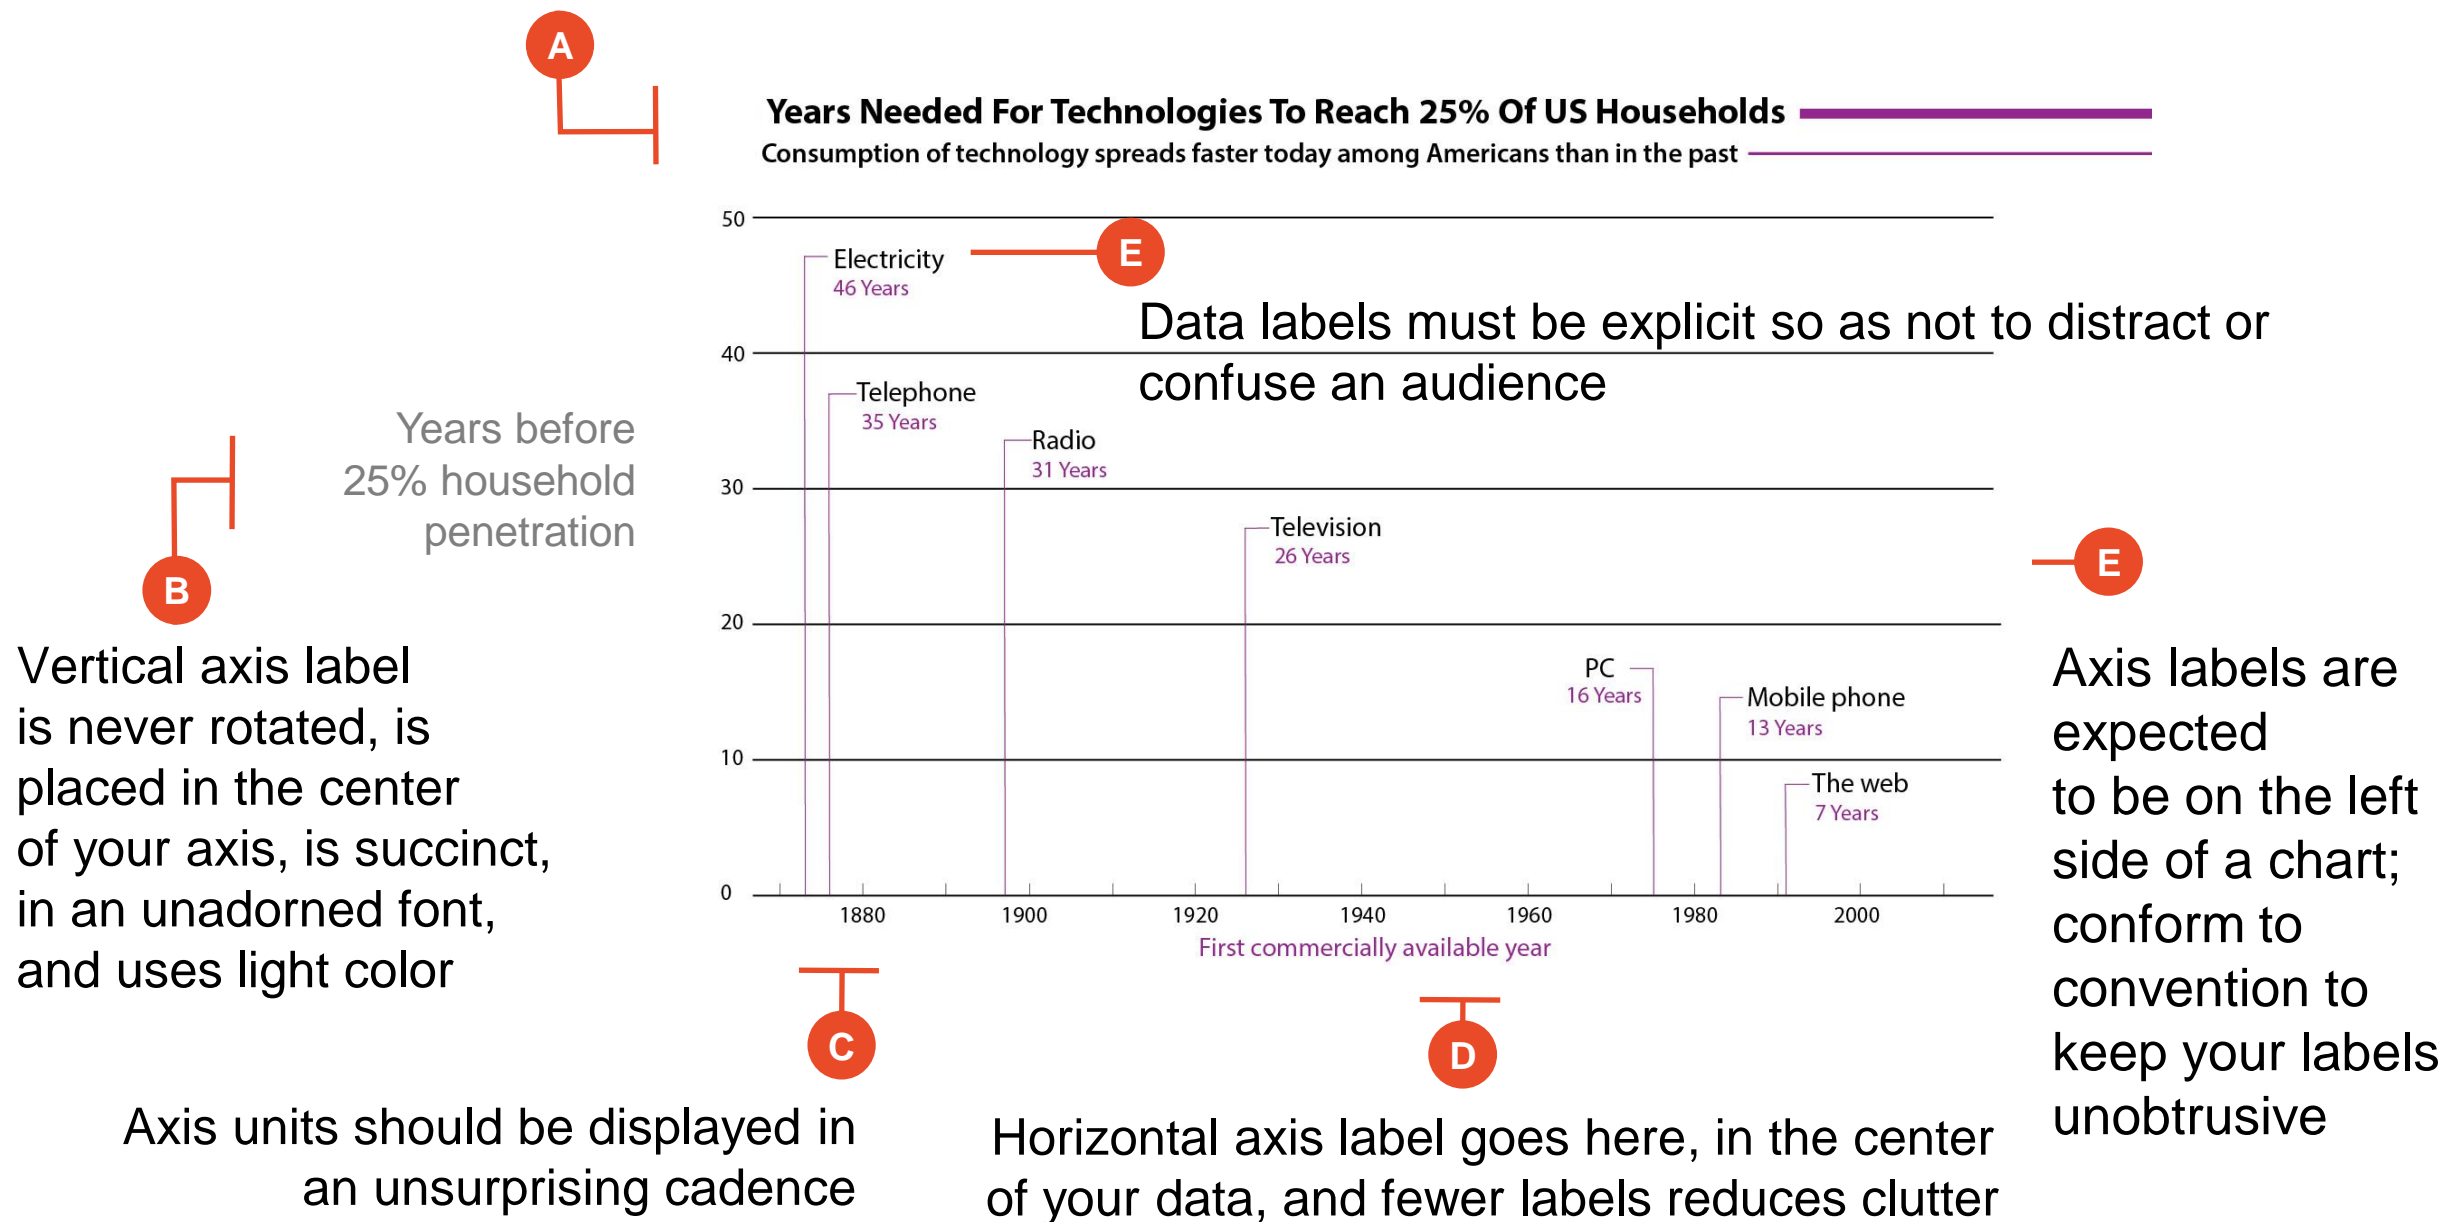 A
Years Needed For Technologies To Reach 25% Of US Households
Consumption of technology spreads faster today among Americans than in the past
50
Electricity
46 Years
E
Data labels must be explicit so as not to distract or
confuse an audience
40
Telephone
35 Years
Radio
31 Years
Years before
25% household
penetration
30
Television
26 Years
E
B
20
Vertical axis label
is never rotated, is
placed in the center
of your axis, is succinct,
in an unadorned font,
and uses light color
PC
16 Years
Mobile phone
13 Years
10
The web
7 Years
0
1880
1900
1920
1940
1960
1980
2000
First commercially available year
Axis labels are
expected
to be on the left
side of a chart;
conform to
convention to
keep your labels
unobtrusive
C
Axis units should be displayed in
an unsurprising cadence
D
Horizontal axis label goes here, in the center
of your data, and fewer labels reduces clutter